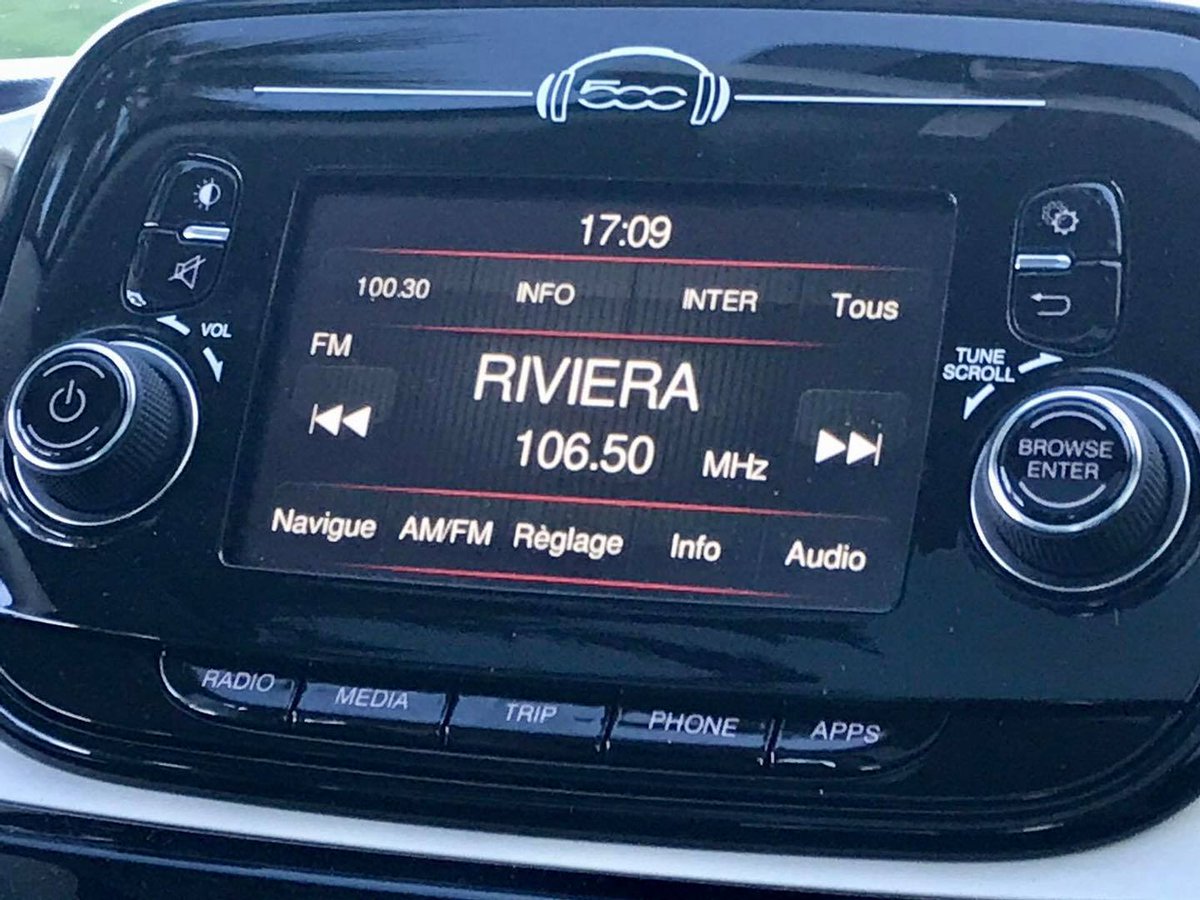 500
17:09
100.30 INFO INTER Tous
FM
RIVIERA
106.50 MHz
Navigue AM/FM Règlage Info Audio
VOL
TUNE
SCROLL
BROWSE
ENTER
RADIO MEDIA TRIP PHONE APPS